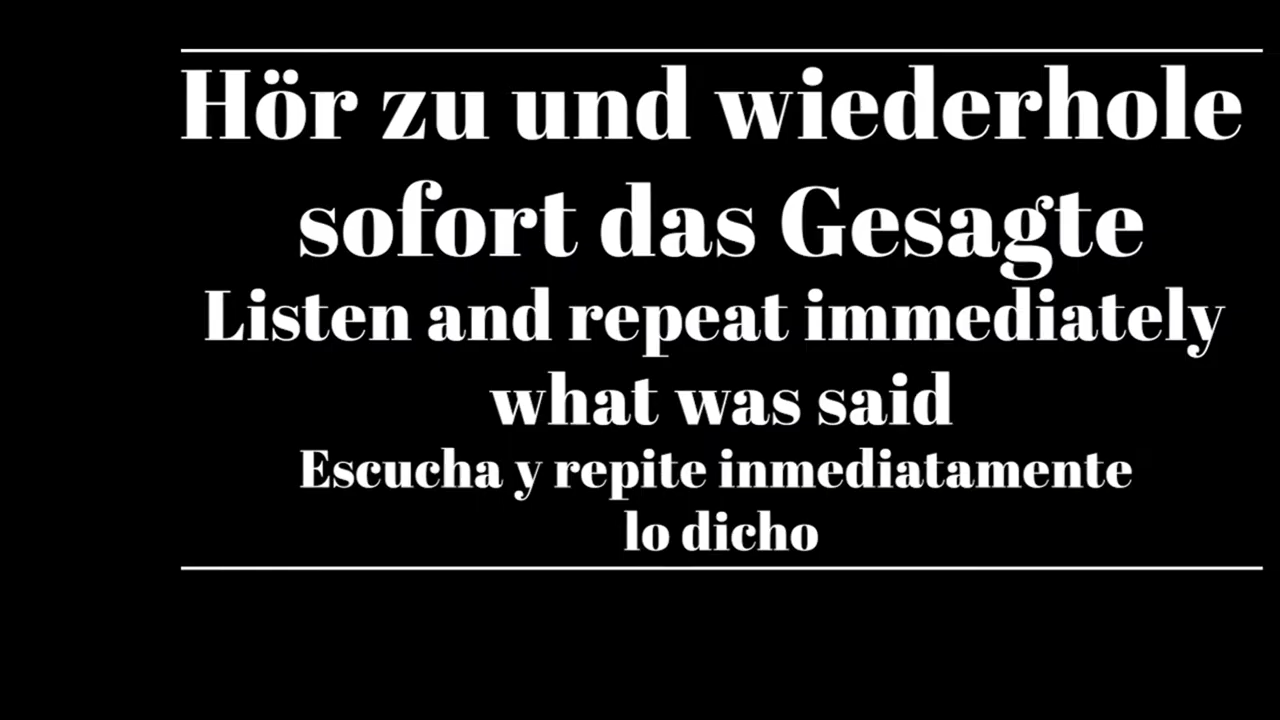 Hör zu und wiederhole
sofort das Gesagte
Listen and repeat immediately
what was said
Escucha y repite inmediatamente
lo dicho